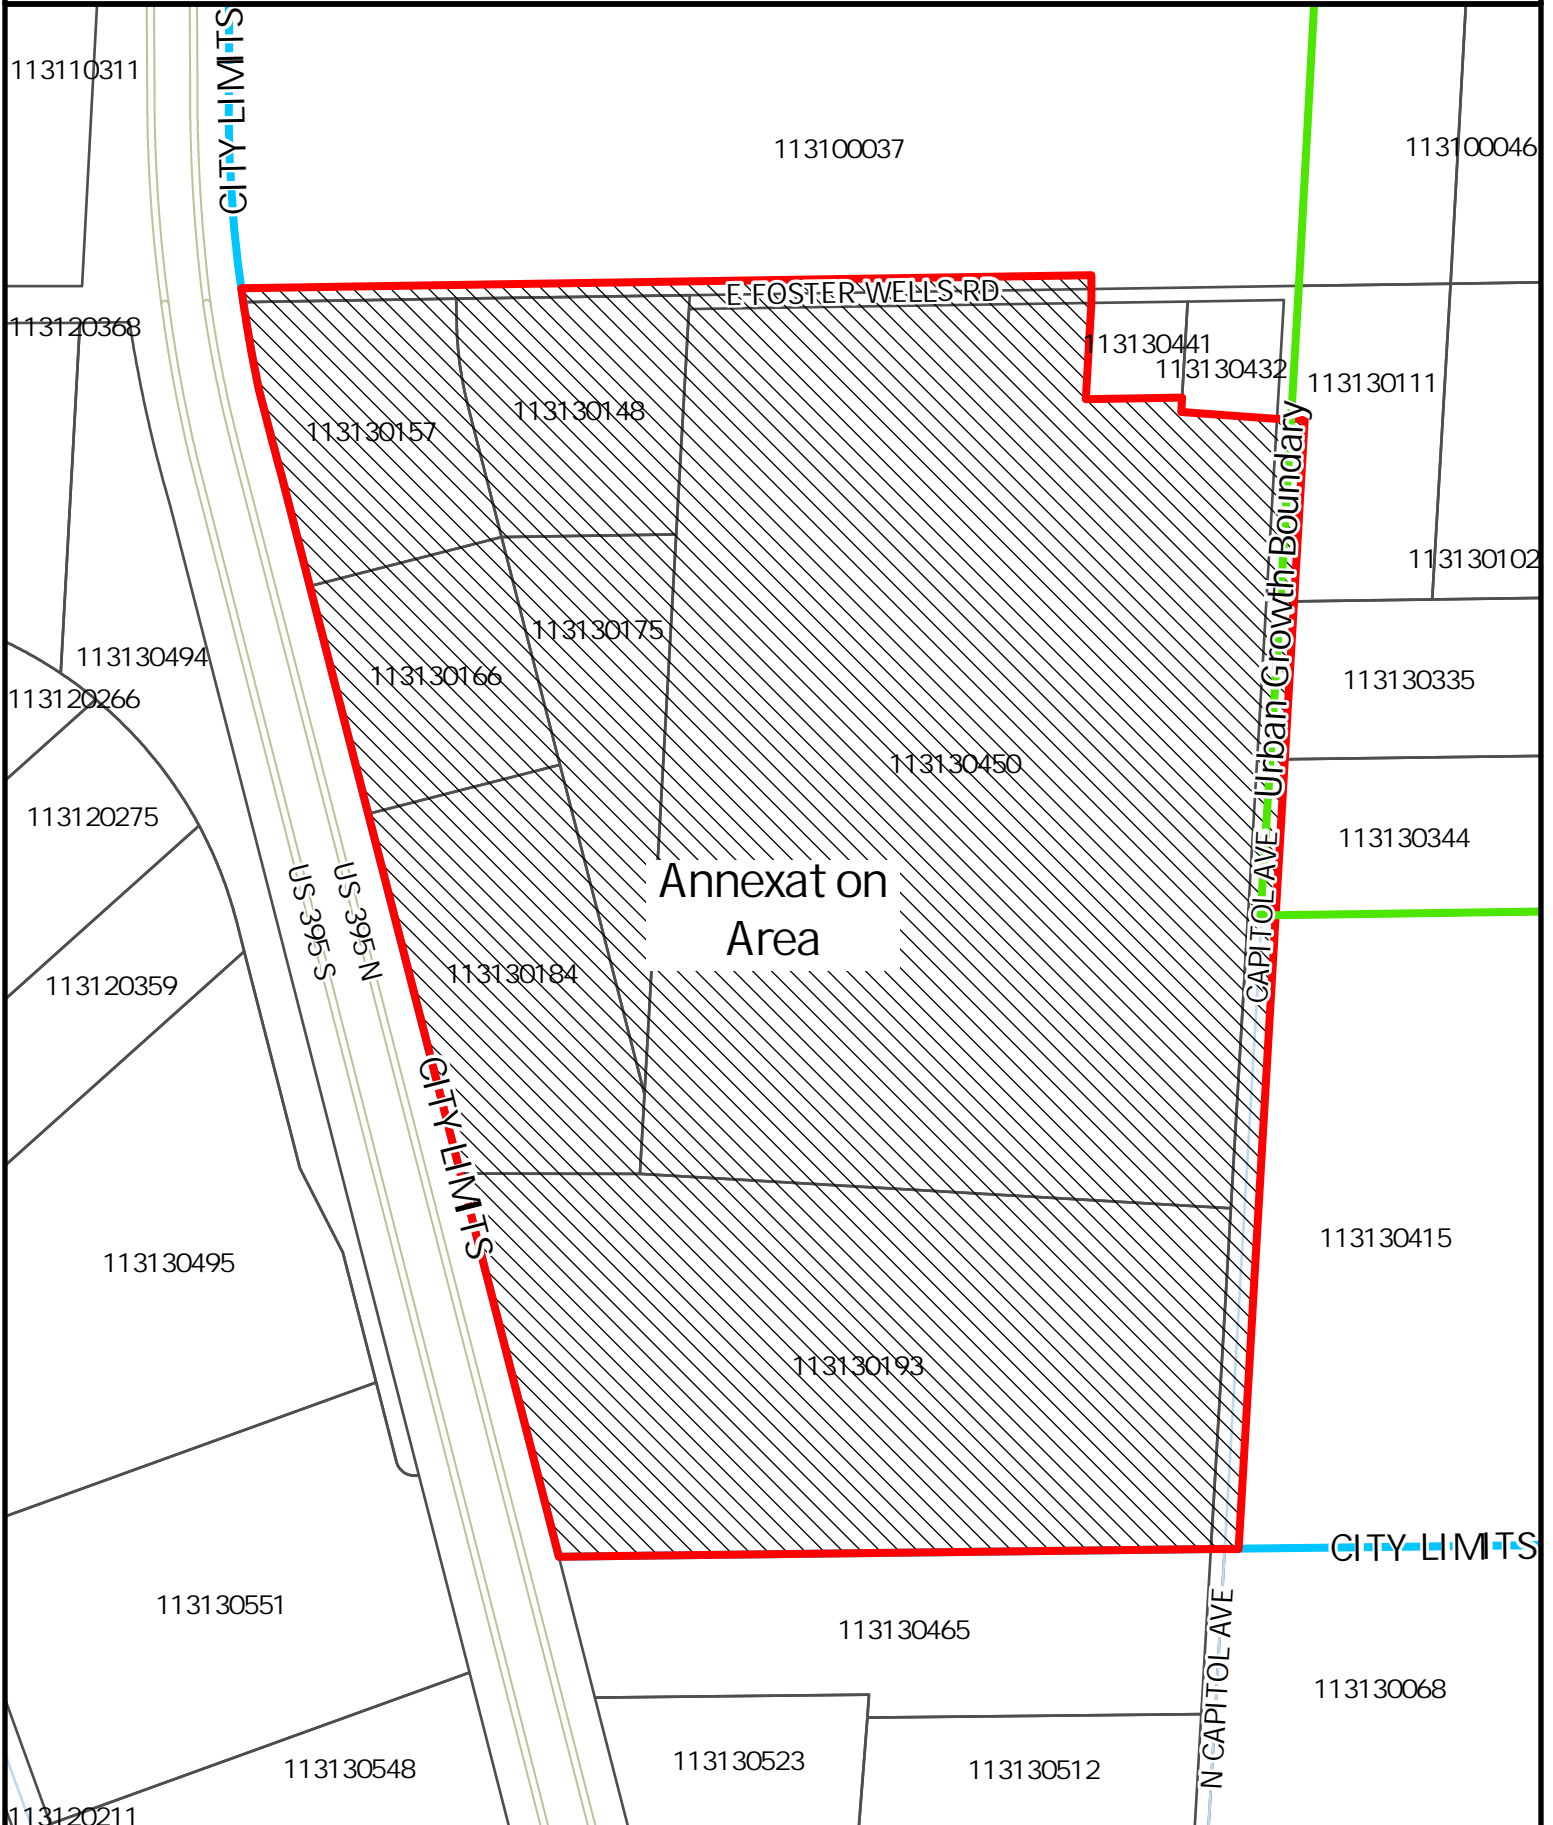 CITY LIMITS
113110311
113100037
113100046
E FOSTER WELLS RD
113120368
113130441
113130432
113130111
113130148
113130157
Urban Growth Boundary
113130102
113130175
113130494
113130166
113130335
113120266
113130450
113120275
113130344
CAPITOL AVE
US 395 S
US 395 N
Annexat on
Area
113130184
113120359
CITY LIMITS
113130495
113130415
113130193
CITY LIMITS
113130551
113130465
N CAPITOL AVE
113130068
113130548
113130523
113130512
113120211